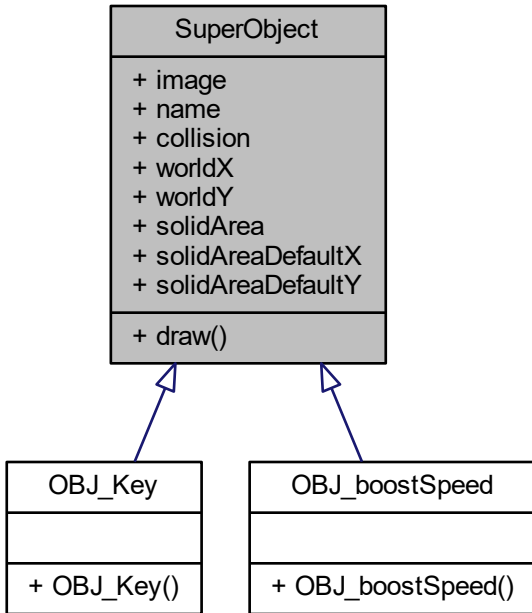 SuperObject
+ image
+ name
+ collision
+ worldX
+ worldY
+ solidArea
+ solidAreaDefaultX
+ solidAreaDefaultY
+ draw()
OBJ_Key
+ OBJ_Key()
OBJ_boostSpeed
+ OBJ_boostSpeed()